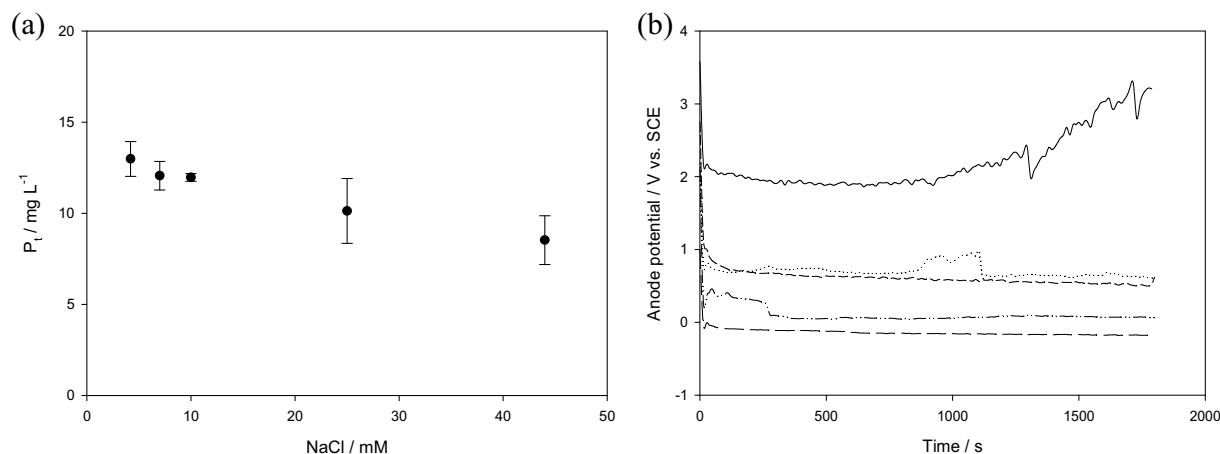 (a)
20
15
10
5
0
P_t / mg L^-1
0 10 20 30 40 50
NaCl / mM
(b)
4
3
2
1
0
-1
Anode potential / V vs. SCE
0 500 1000 1500 2000
Time / s